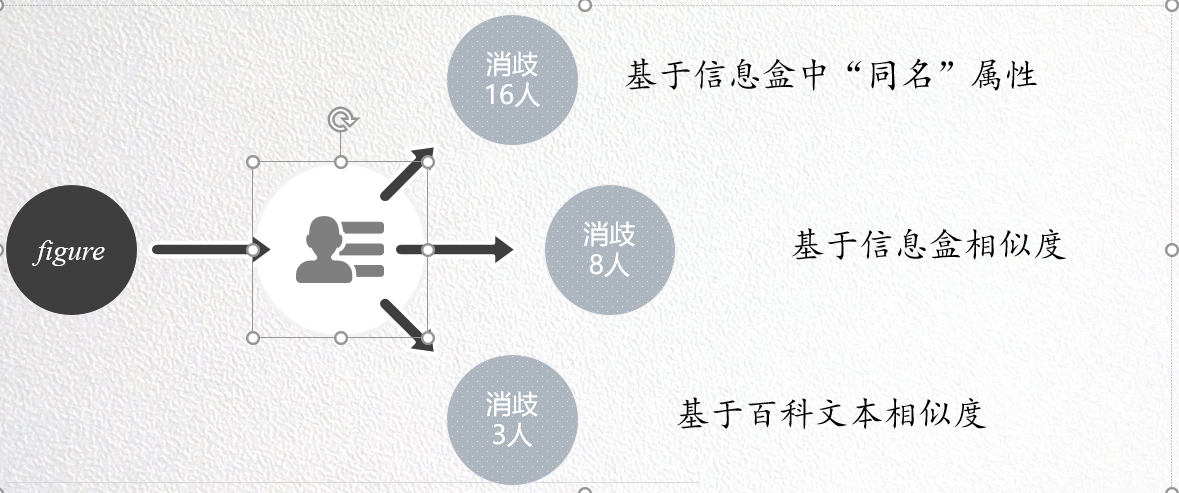 消歧
16人
基于信息盒中“同名”属性
figure
消歧
8人
基于信息盒相似度
消歧
3人
基于百科文本相似度